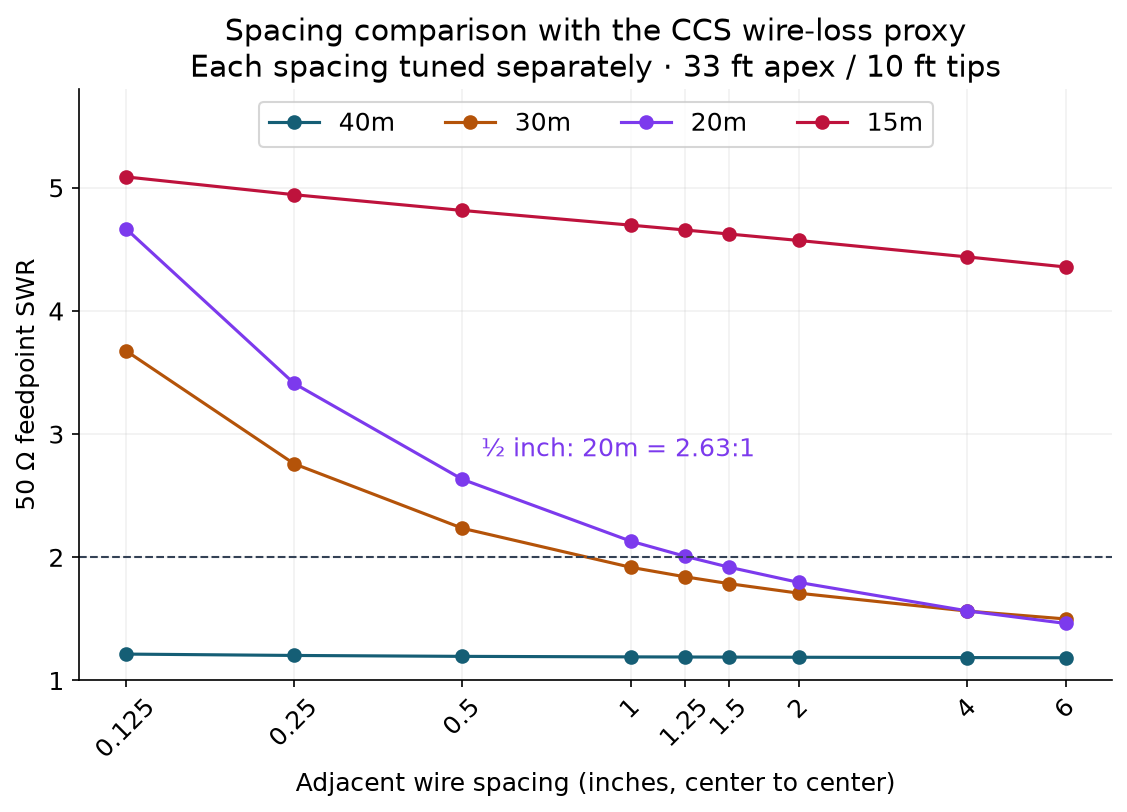 Spacing comparison with the CCS wire-loss proxy
Each spacing tuned separately · 33 ft apex / 10 ft tips
40m 30m 20m 15m
50 Ω feedpoint SWR
5
4
3
2
1
½ inch: 20m = 2.63:1
0.125 0.25 0.5 1 1.25 1.5 2 4 6
Adjacent wire spacing (inches, center to center)